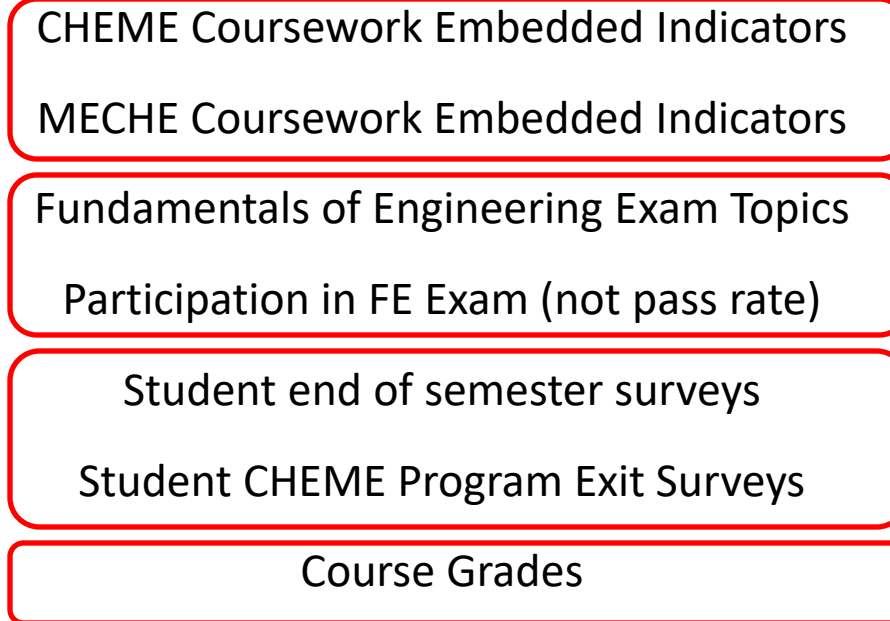 CHEME Coursework Embedded Indicators
MECHE Coursework Embedded Indicators
Fundamentals of Engineering Exam Topics
Participation in FE Exam (not pass rate)
Student end of semester surveys
Student CHEME Program Exit Surveys
Course Grades